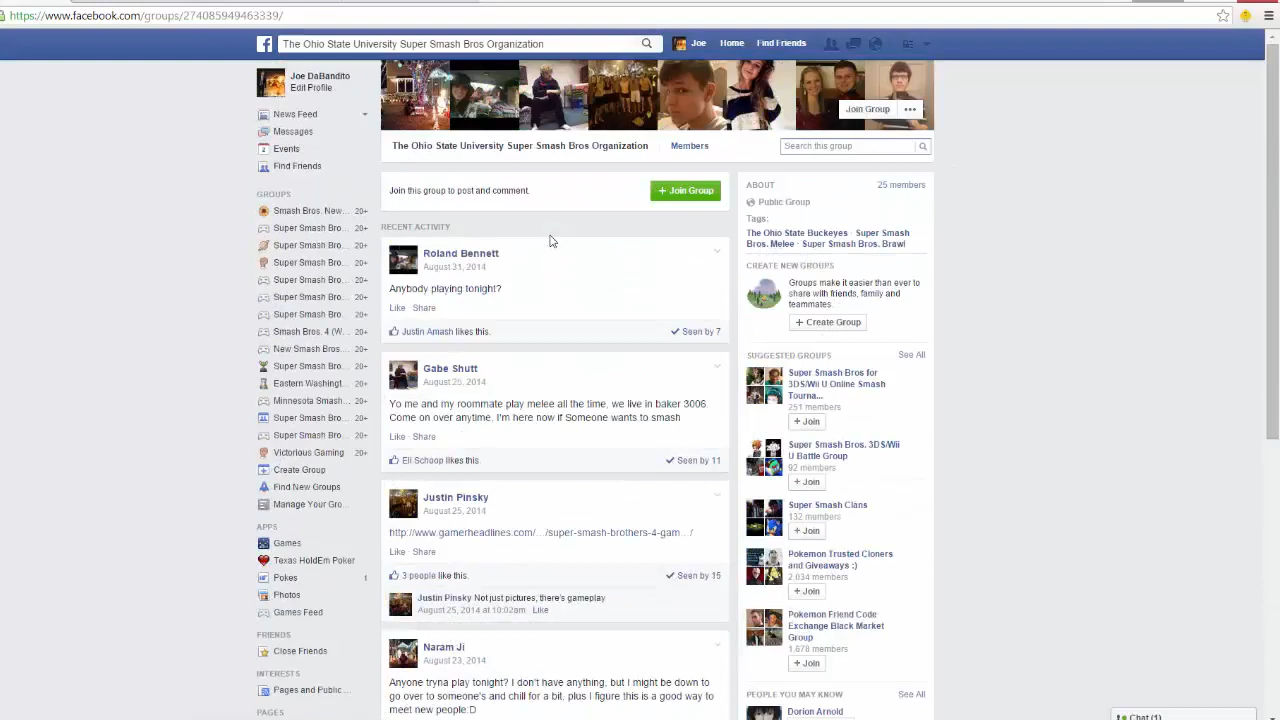 https://www.facebook.com/groups/274085949463339/
The Ohio State University Super Smash Bros Organization
Joe Home Find Friends
Joe DaBandito
Edit Profile
News Feed
Messages
Events
Find Friends
GROUPS
Smash Bros. New... 20+
Super Smash Bro... 20+
Super Smash Bro... 20+
Super Smash Bro... 20+
Super Smash Bro... 20+
Super Smash Bro... 20+
Super Smash Bro. 20+
Smash Bros. 4 (W... 20+
New Smash Bros... 20+
Super Smash Bro... 20+
Eastern Washingt... 20+
Minnesota Smash... 20+
Super Smash Bro... 20+
Super Smash Bro... 20+
Victorious Gaming 20+
Create Group
Find New Groups
Manage Your Gro...
APPS
Games
Texas HoldEm Poker
Pokes 1
Photos
Games Feed
FRIENDS
Close Friends
INTERESTS
Pages and Public ...
PAGES
Join Group
The Ohio State University Super Smash Bros Organization Members
Search this group
Join this group to post and comment.
+ Join Group
RECENT ACTIVITY
Roland Bennett
August 31, 2014
Anybody playing tonight?
Like Share
Justin Amash likes this.
Seen by 7
Gabe Shutt
August 26, 2014
Yo me and my roommate play melee all the time, we live in baker 3006.
Come on over anytime, I'm here now if Someone wants to smash
Like Share
Eli Schoop likes this.
Seen by 11
Justin Pinsky
August 25, 2014
http://www.gamerheadlines.com/.../super-smash-brothers-4-gam.../
Like Share
3 people like this.
Seen by 15
Justin Pinsky Not just pictures, there's gameplay
August 25, 2014 at 10:02am Like
Naram Ji
August 23, 2014
Anyone tryna play tonight? I don't have anything, but I might be down to
go over to someone's and chill for a bit, plus I figure this is a good way to
meet new people:D
ABOUT 25 members
Public Group
Tags:
The Ohio State Buckeyes · Super Smash
Bros. Melee · Super Smash Bros. Brawl
CREATE NEW GROUPS
Groups make it easier than ever to
share with friends, family and
teammates.
+ Create Group
SUGGESTED GROUPS See All
Super Smash Bros for
3DS/Wii U Online Smash
Tourna...
251 members
+ Join
Super Smash Bros. 3DS/Wii
U Battle Group
92 members
+ Join
Super Smash Clans
132 members
+ Join
Pokemon Trusted Cloners
and Giveaways :)
2,034 members
+ Join
Pokemon Friend Code
Exchange Black Market
Group
1,678 members
+ Join
PEOPLE YOU MAY KNOW See All
Dorion Arnold
Chat (1)